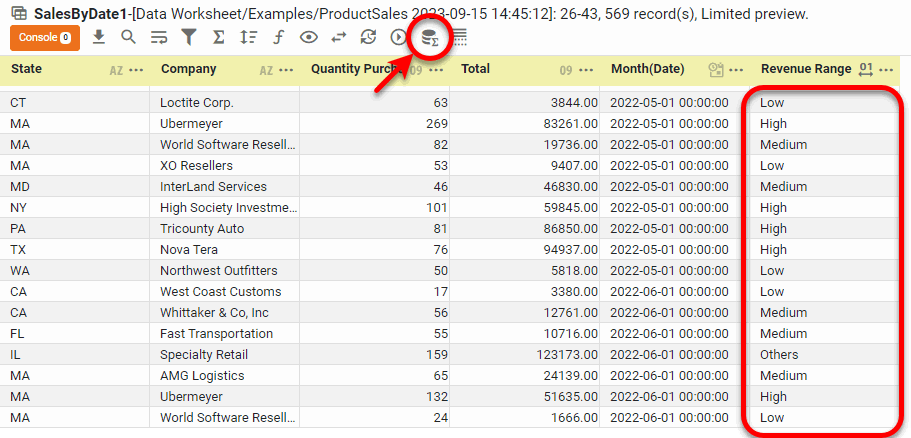 SalesByDate1-[Data Worksheet/Examples/ProductSales 2023-09-15 14:45:12]: 26-43, 569 record(s), Limited preview.
Console 0
State AZ ••• Company AZ ••• Quantity Purcha 09 ••• Total 09 ••• Month(Date) ••• Revenue Range 01 •••
CT Loctite Corp. 63 3844.00 2022-05-01 00:00:00 Low
MA Ubermeyer 269 83261.00 2022-05-01 00:00:00 High
MA World Software Resell... 82 19736.00 2022-05-01 00:00:00 Medium
MA XO Resellers 53 9407.00 2022-05-01 00:00:00 Low
MD InterLand Services 46 46830.00 2022-05-01 00:00:00 Medium
NY High Society Investme... 101 59845.00 2022-05-01 00:00:00 High
PA Tricounty Auto 81 86850.00 2022-05-01 00:00:00 High
TX Nova Tera 76 94937.00 2022-05-01 00:00:00 High
WA Northwest Outfitters 50 5818.00 2022-05-01 00:00:00 Low
CA West Coast Customs 17 3380.00 2022-06-01 00:00:00 Low
CA Whittaker & Co, Inc 56 12761.00 2022-06-01 00:00:00 Medium
FL Fast Transportation 55 10716.00 2022-06-01 00:00:00 Medium
IL Specialty Retail 159 123173.00 2022-06-01 00:00:00 Others
MA AMG Logistics 65 24139.00 2022-06-01 00:00:00 Medium
MA Ubermeyer 132 51635.00 2022-06-01 00:00:00 High
MA World Software Resell... 24 1666.00 2022-06-01 00:00:00 Low